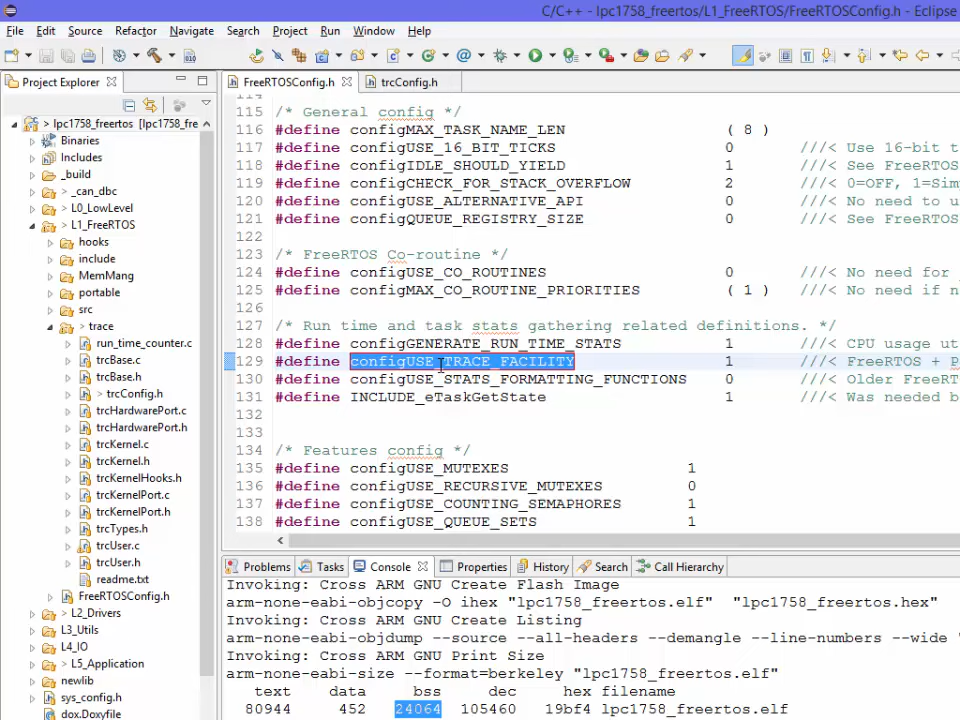 C/C++ - lpc1758_freertos/L1_FreeRTOS/FreeRTOSConfig.h - Eclipse
File Edit Source Refactor Navigate Search Project Run Window Help
Project Explorer
FreeRTOSConfig.h
trcConfig.h
> lpc1758_freertos [lpc1758_fre
Binaries
Includes
_build
> _can_dbc
> L0_LowLevel
> L1_FreeRTOS
hooks
include
MemMang
portable
src
> trace
run_time_counter.c
trcBase.c
trcBase.h
> trcConfig.h
trcHardwarePort.c
trcHardwarePort.h
trcKernel.c
trcKernel.h
trcKernelHooks.h
trcKernelPort.c
trcKernelPort.h
trcTypes.h
trcUser.c
trcUser.h
readme.txt
> FreeRTOSConfig.h
> L2_Drivers
L3_Utils
L4_IO
> L5_Application
newlib
sys_config.h
dox.Doxyfile
114
115 /* General config */
116 #define configMAX_TASK_NAME_LEN ( 8 )
117 #define configUSE_16_BIT_TICKS 0 ///< Use 16-bit t
118 #define configIDLE_SHOULD_YIELD 1 ///< See FreeRTOS
119 #define configCHECK_FOR_STACK_OVERFLOW 2 ///< 0=OFF, 1=Sim
120 #define configUSE_ALTERNATIVE_API 0 ///< No need to u
121 #define configQUEUE_REGISTRY_SIZE 0 ///< See FreeRTOS
122
123 /* FreeRTOS Co-routine */
124 #define configUSE_CO_ROUTINES 0 ///< No need for
125 #define configMAX_CO_ROUTINE_PRIORITIES ( 1 ) ///< No need if n
126
127 /* Run time and task stats gathering related definitions. */
128 #define configGENERATE_RUN_TIME_STATS 1 ///< CPU usage ut
129 #define configUSE_TRACE_FACILITY 1 ///< FreeRTOS + P
130 #define configUSE_STATS_FORMATTING_FUNCTIONS 0 ///< Older FreeRT
131 #define INCLUDE_eTaskGetState 1 ///< Was needed b
132
133
134 /* Features config */
135 #define configUSE_MUTEXES 1
136 #define configUSE_RECURSIVE_MUTEXES 0
137 #define configUSE_COUNTING_SEMAPHORES 1
138 #define configUSE_QUEUE_SETS 1
Problems Tasks Console Properties History Search Call Hierarchy
Invoking: Cross ARM GNU Create Flash Image
arm-none-eabi-objcopy -O ihex "lpc1758_freertos.elf" "lpc1758_freertos.hex"
Invoking: Cross ARM GNU Create Listing
arm-none-eabi-objdump --source --all-headers --demangle --line-numbers --wide "
Invoking: Cross ARM GNU Print Size
arm-none-eabi-size --format=berkeley "lpc1758_freertos.elf"
text data bss dec hex filename
80944 452 24064 105460 19bf4 lpc1758_freertos.elf